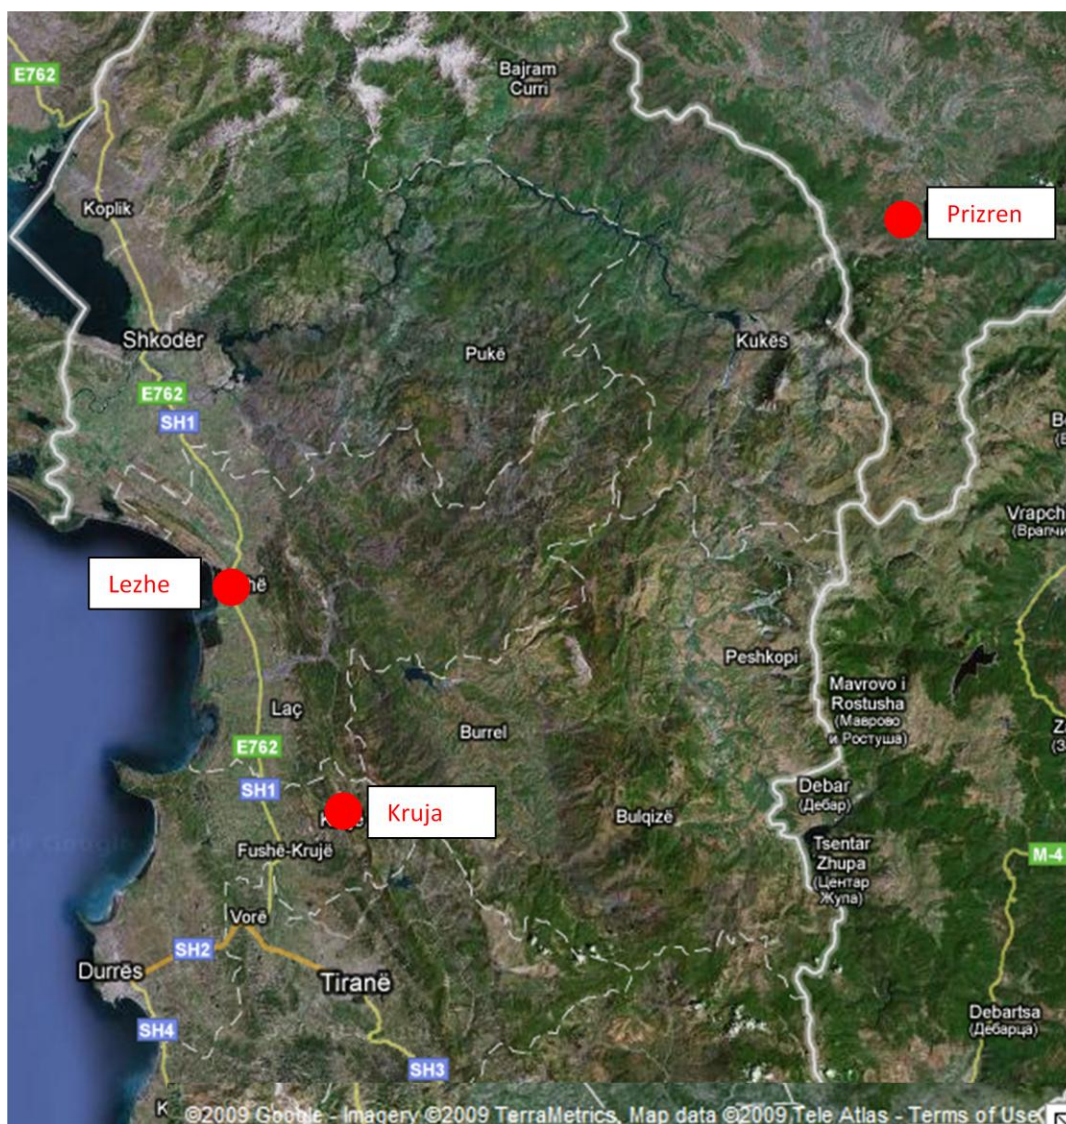 E762
Bajram
Curri
Koplik
Prizren
Shkodër
Pukë
Kukës
E762
SH1
Vrapch
Lezhe
hë
Peshkopi
Mavrovo i
Rostusha
(Маврово
и Ростуша)
Laç
Burrel
E762
SH1
Debar
(Дебар)
Kruja
Bulqizë
Fushë-Krujë
Tsentar
Zhupa
(Центар
Жупа)
M-4
Vorë
SH2
Durrës
Tiranë
SH4
Debartsa
(Дебарца)
SH3
K
©2009 Google - Imagery ©2009 TerraMetrics, Map data ©2009 Tele Atlas - Terms of Use